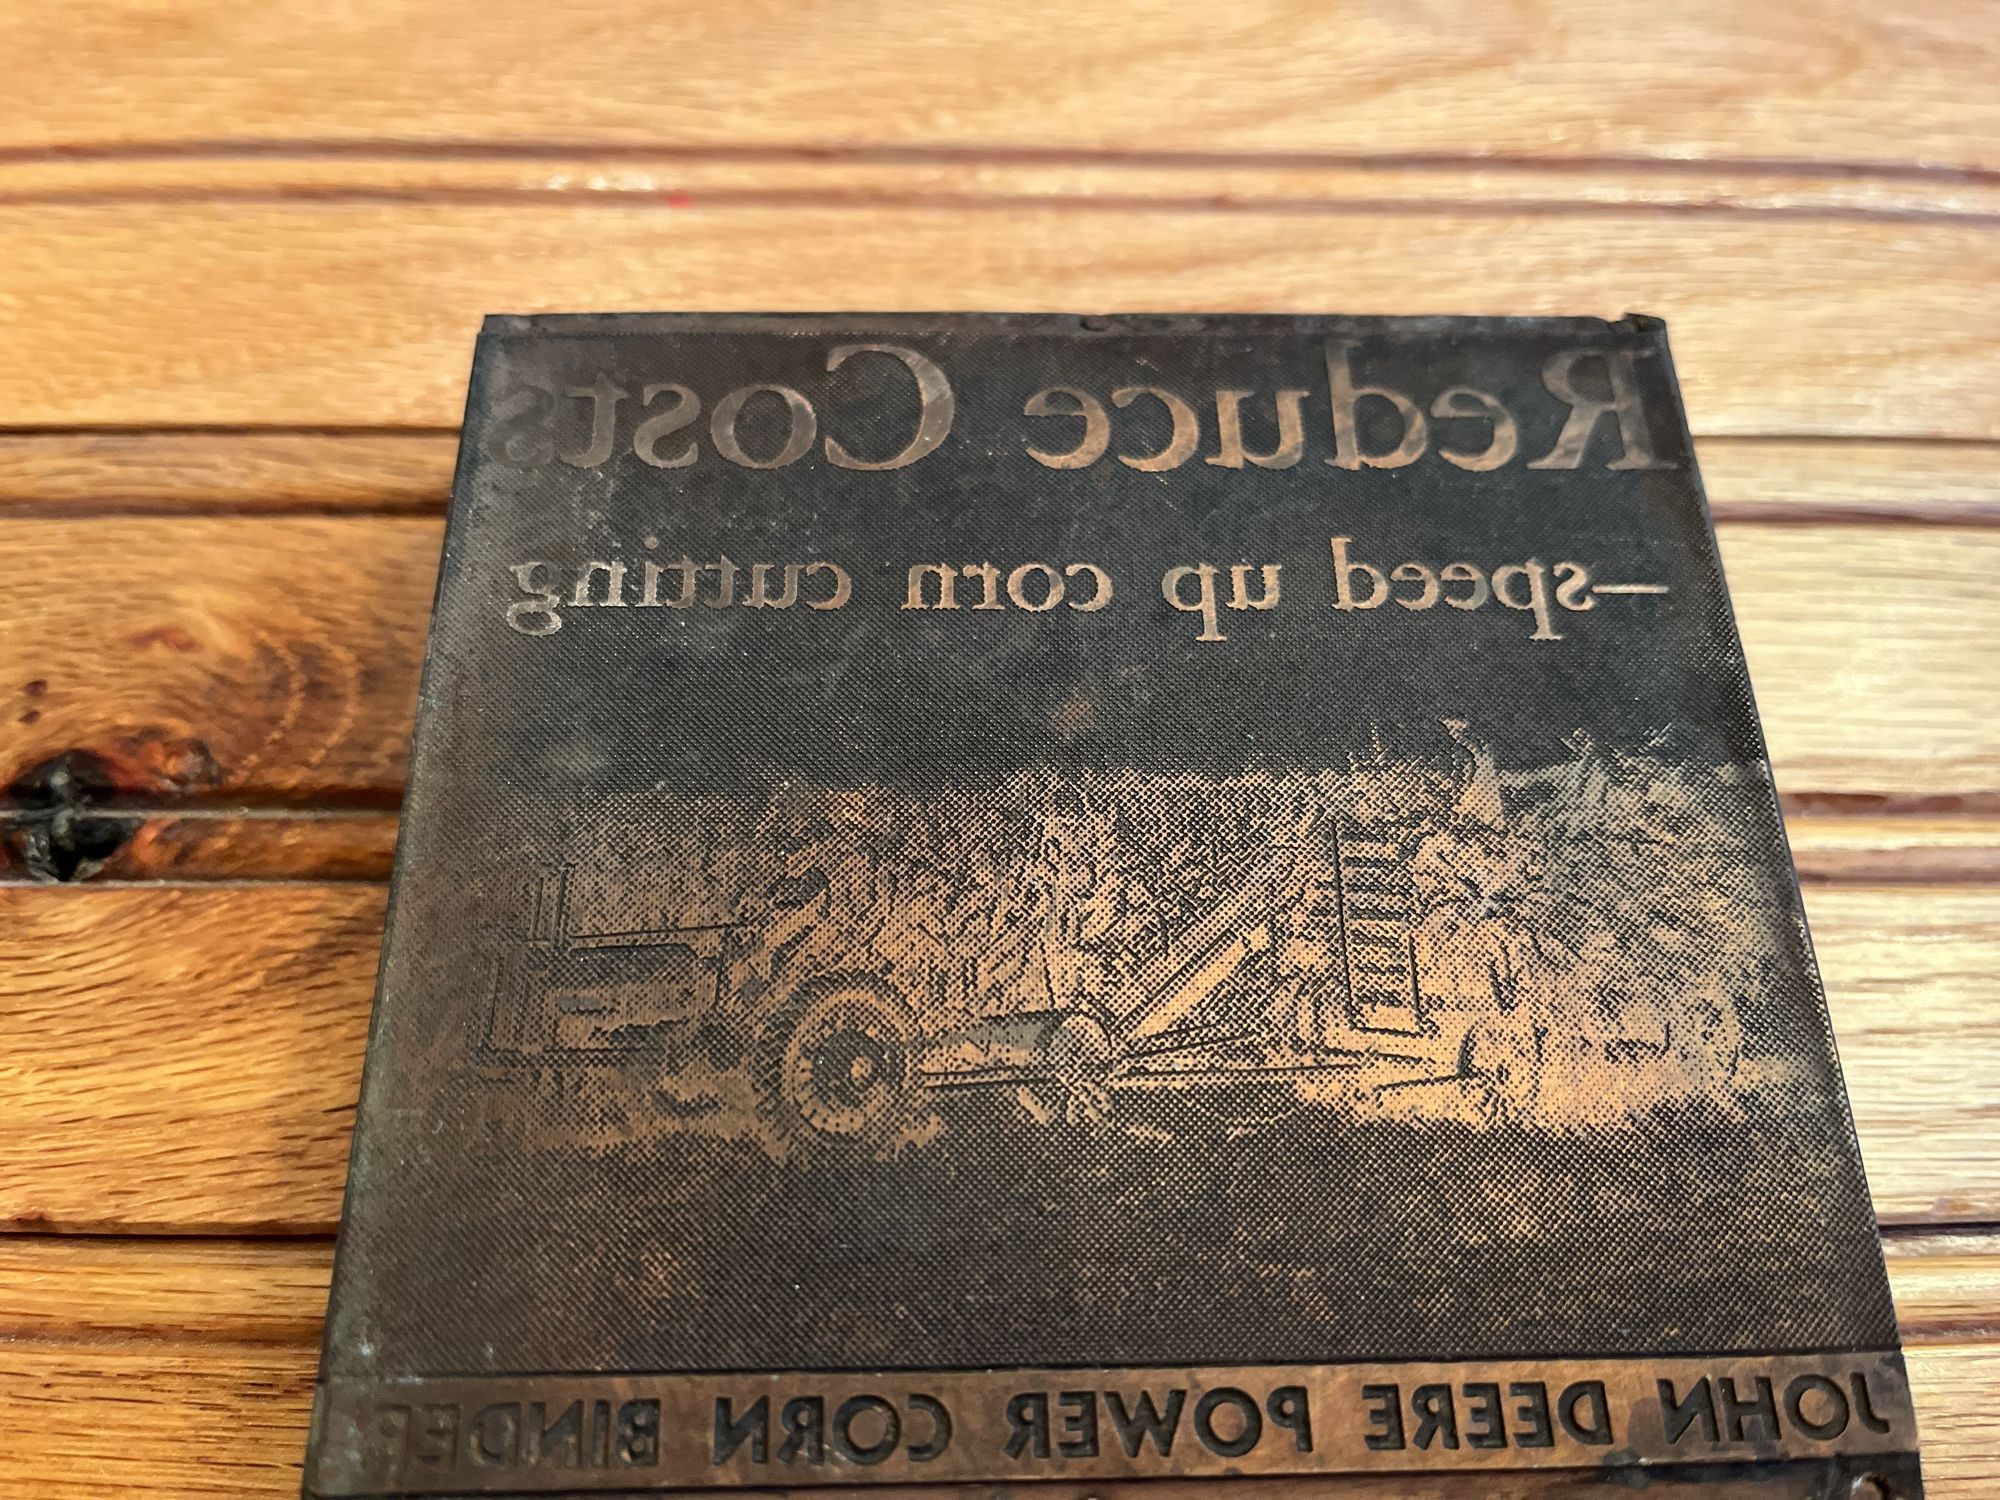 Reduce Costs
—speed up corn cutting
JOHN DEERE POWER CORN BINDER